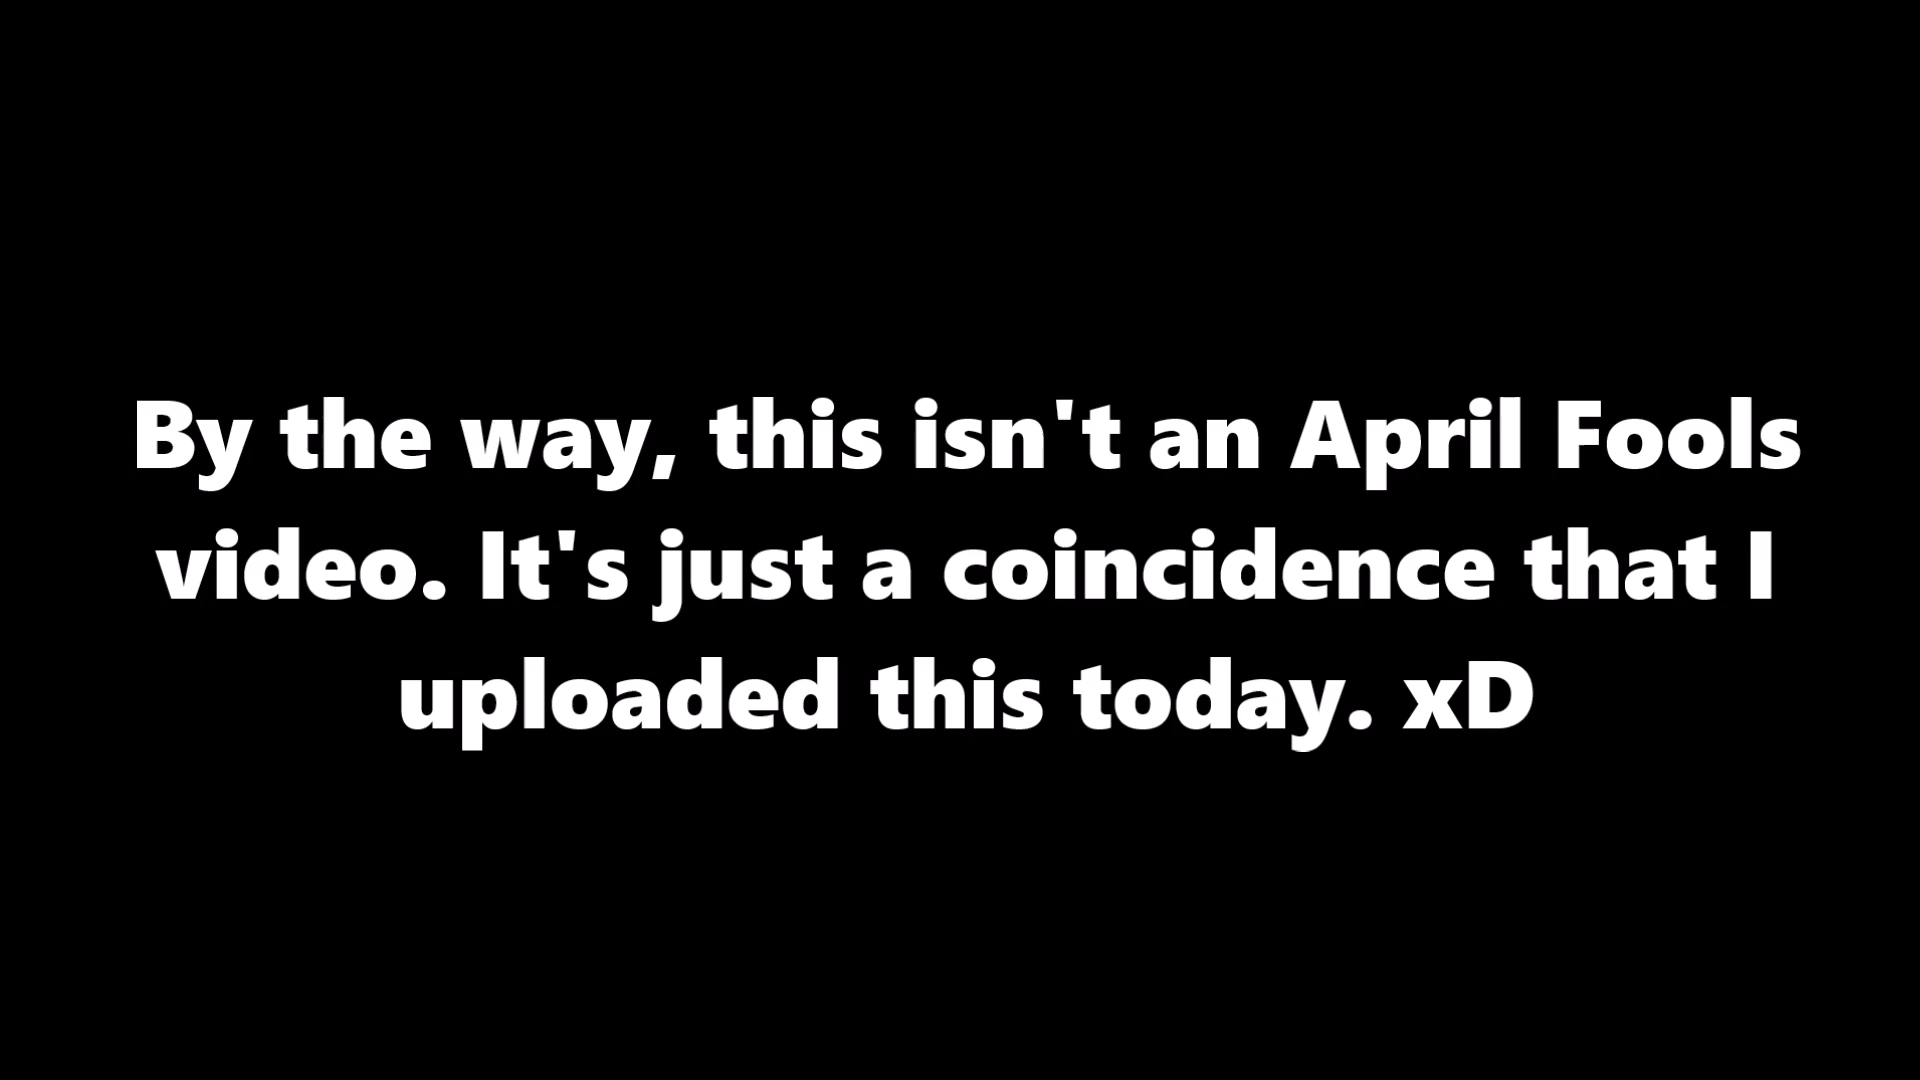 By the way, this isn't an April Fools
video. It's just a coincidence that I
uploaded this today. xD